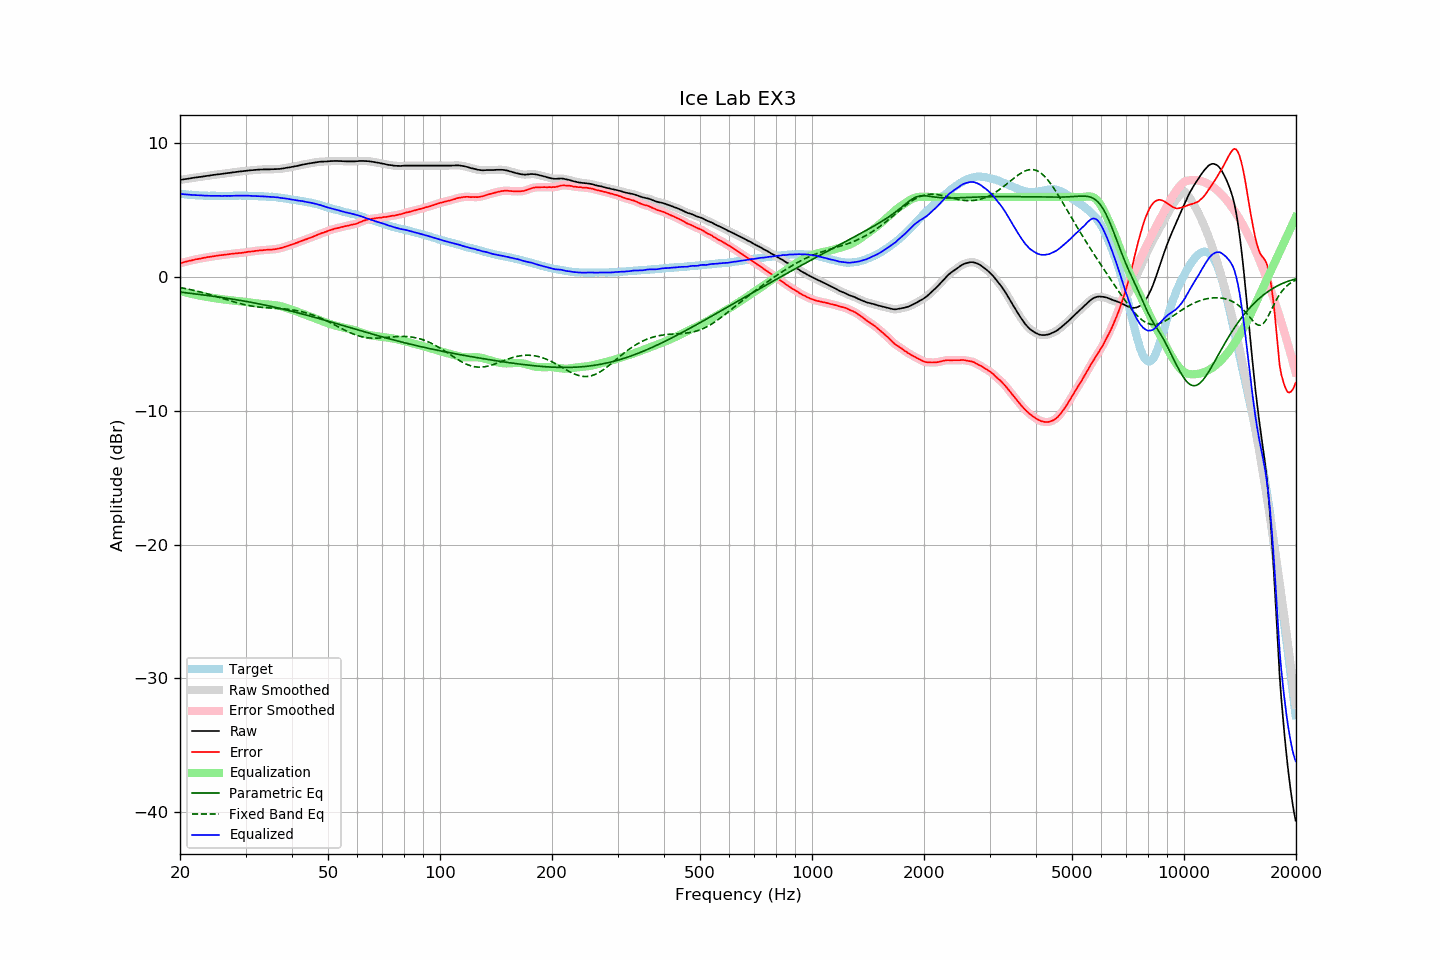 Ice Lab EX3
10
0
−10
−20
−30
−40
Amplitude (dBr)
Target
Raw Smoothed
Error Smoothed
Raw
Error
Equalization
Parametric Eq
Fixed Band Eq
Equalized
20 50 100 200 500 1000 2000 5000 10000 20000
Frequency (Hz)